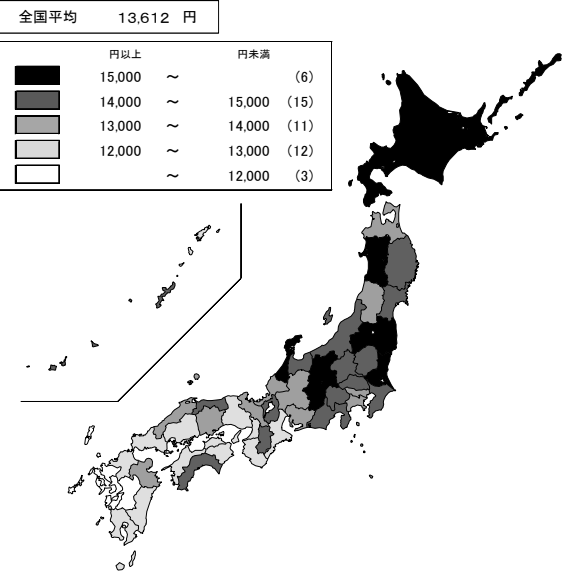 全国平均 13,612 円
円以上 円未満
15,000 ～ （6）
14,000 ～ 15,000 （15）
13,000 ～ 14,000 （11）
12,000 ～ 13,000 （12）
～ 12,000 （3）